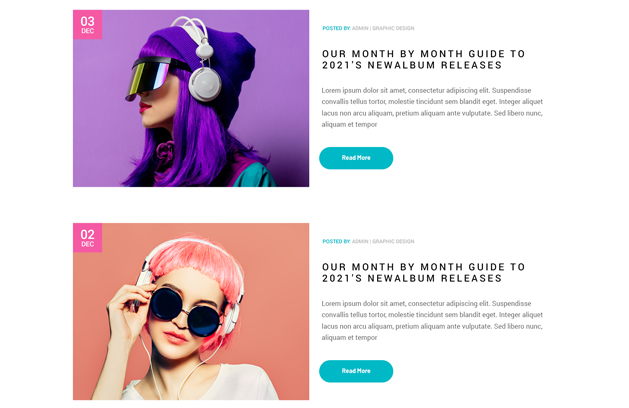 03
DEC
POSTED BY: ADMIN | GRAPHIC DESIGN
OUR MONTH BY MONTH GUIDE TO
2021'S NEWALBUM RELEASES
Lorem ipsum dolor sit amet, consectetur adipiscing elit. Suspendisse
convallis tellus tortor, molestie tincidunt sem blandit eget. Integer aliquet
lacus non arcu aliquam, pretium aliquam ante vulputate. Sed libero nunc,
aliquam et tempor
Read More
02
DEC
POSTED BY: ADMIN | GRAPHIC DESIGN
OUR MONTH BY MONTH GUIDE TO
2021'S NEWALBUM RELEASES
Lorem ipsum dolor sit amet, consectetur adipiscing elit. Suspendisse
convallis tellus tortor, molestie tincidunt sem blandit eget. Integer aliquet
lacus non arcu aliquam, pretium aliquam ante vulputate. Sed libero nunc,
aliquam et tempor
Read More